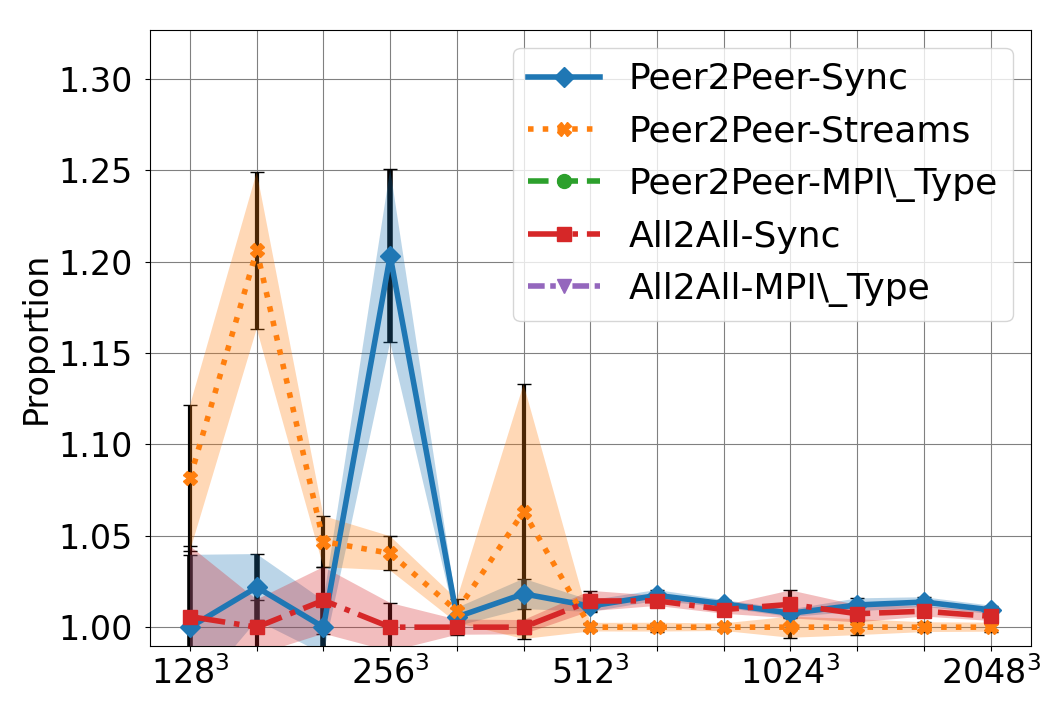 1.30
1.25
1.20
1.15
1.10
1.05
1.00
Proportion
Peer2Peer-Sync
Peer2Peer-Streams
Peer2Peer-MPI\_Type
All2All-Sync
All2All-MPI\_Type
128³ 256³ 512³ 1024³ 2048³